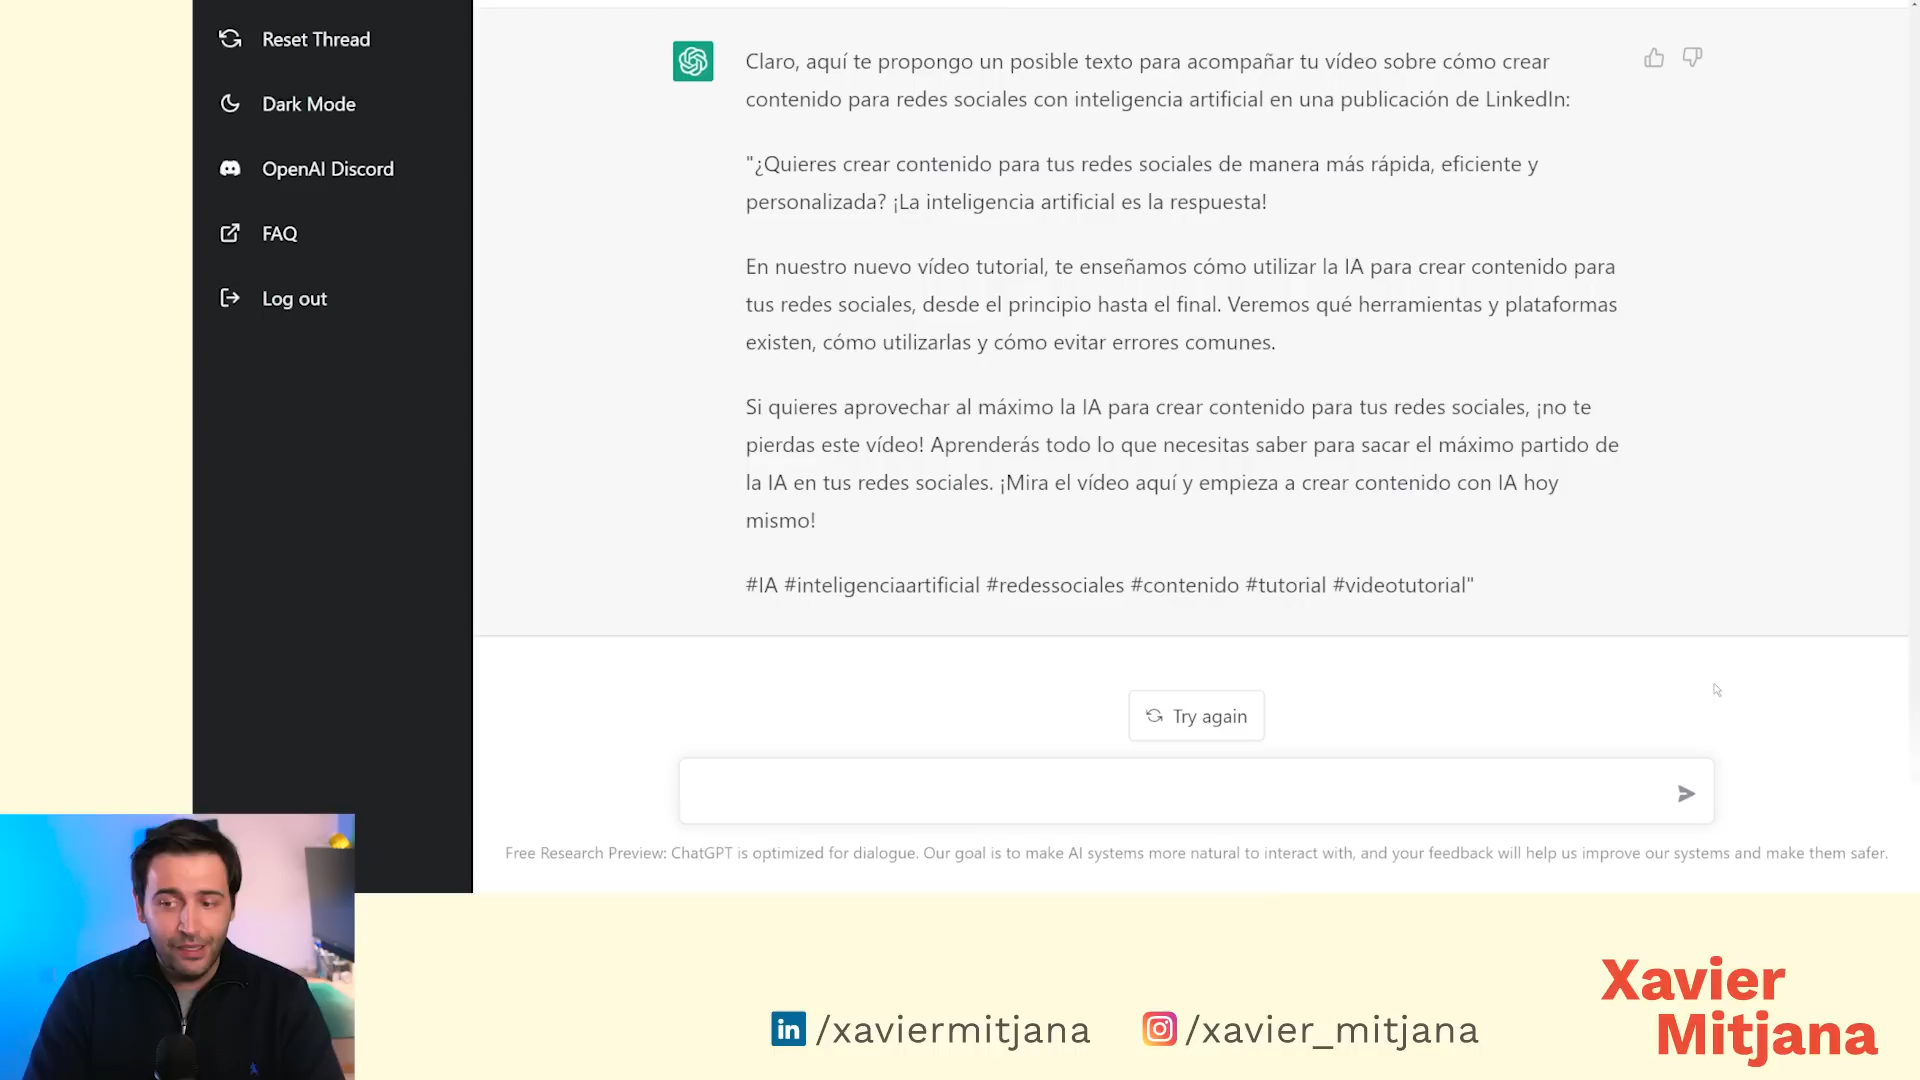 Reset Thread
Dark Mode
OpenAI Discord
FAQ
Log out
Claro, aquí te propongo un posible texto para acompañar tu vídeo sobre cómo crear
contenido para redes sociales con inteligencia artificial en una publicación de LinkedIn:
"¿Quieres crear contenido para tus redes sociales de manera más rápida, eficiente y
personalizada? ¡La inteligencia artificial es la respuesta!
En nuestro nuevo vídeo tutorial, te enseñamos cómo utilizar la IA para crear contenido para
tus redes sociales, desde el principio hasta el final. Veremos qué herramientas y plataformas
existen, cómo utilizarlas y cómo evitar errores comunes.
Si quieres aprovechar al máximo la IA para crear contenido para tus redes sociales, ¡no te
pierdas este vídeo! Aprenderás todo lo que necesitas saber para sacar el máximo partido de
la IA en tus redes sociales. ¡Mira el vídeo aquí y empieza a crear contenido con IA hoy
mismo!
#IA #inteligenciaartificial #redessociales #contenido #tutorial #videotutorial"
Try again
Free Research Preview: ChatGPT is optimized for dialogue. Our goal is to make AI systems more natural to interact with, and your feedback will help us improve our systems and make them safer.
in /xaviermitjana
/xavier_mitjana
Xavier
Mitjana